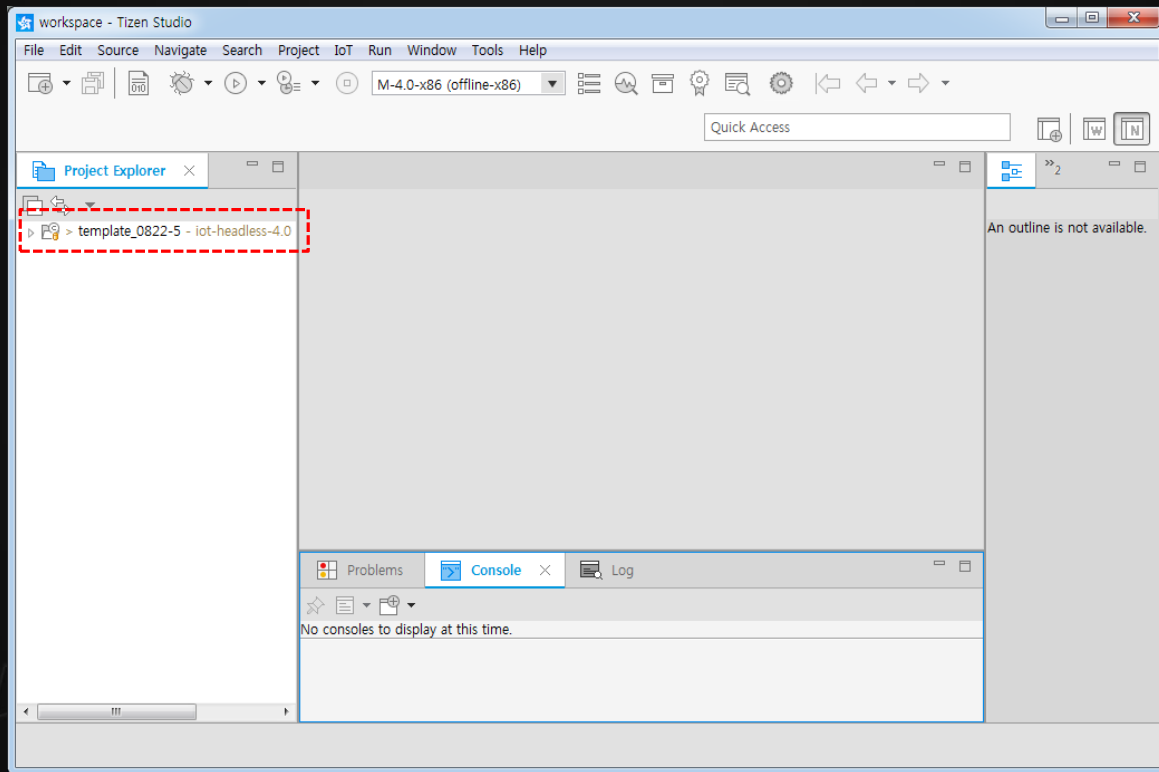 workspace - Tizen Studio
File Edit Source Navigate Search Project IoT Run Window Tools Help
010
M-4.0-x86 (offline-x86)
Quick Access
W
N
Project Explorer
»2
> template_0822-5 - iot-headless-4.0
An outline is not available.
Problems
Console
Log
No consoles to display at this time.